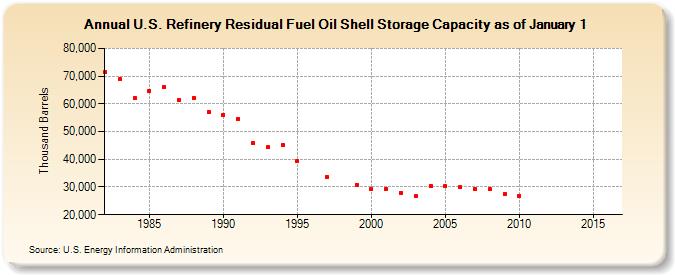 Annual U.S. Refinery Residual Fuel Oil Shell Storage Capacity as of January 1
Thousand Barrels
80,000
70,000
60,000
50,000
40,000
30,000
20,000
1985 1990 1995 2000 2005 2010 2015
Source: U.S. Energy Information Administration